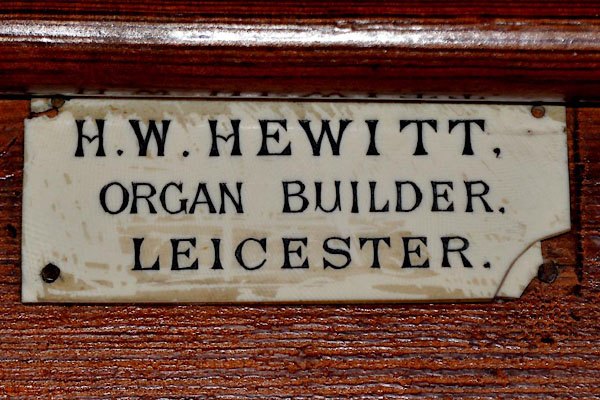 H.W. HEWITT,
ORGAN BUILDER.
LEICESTER.